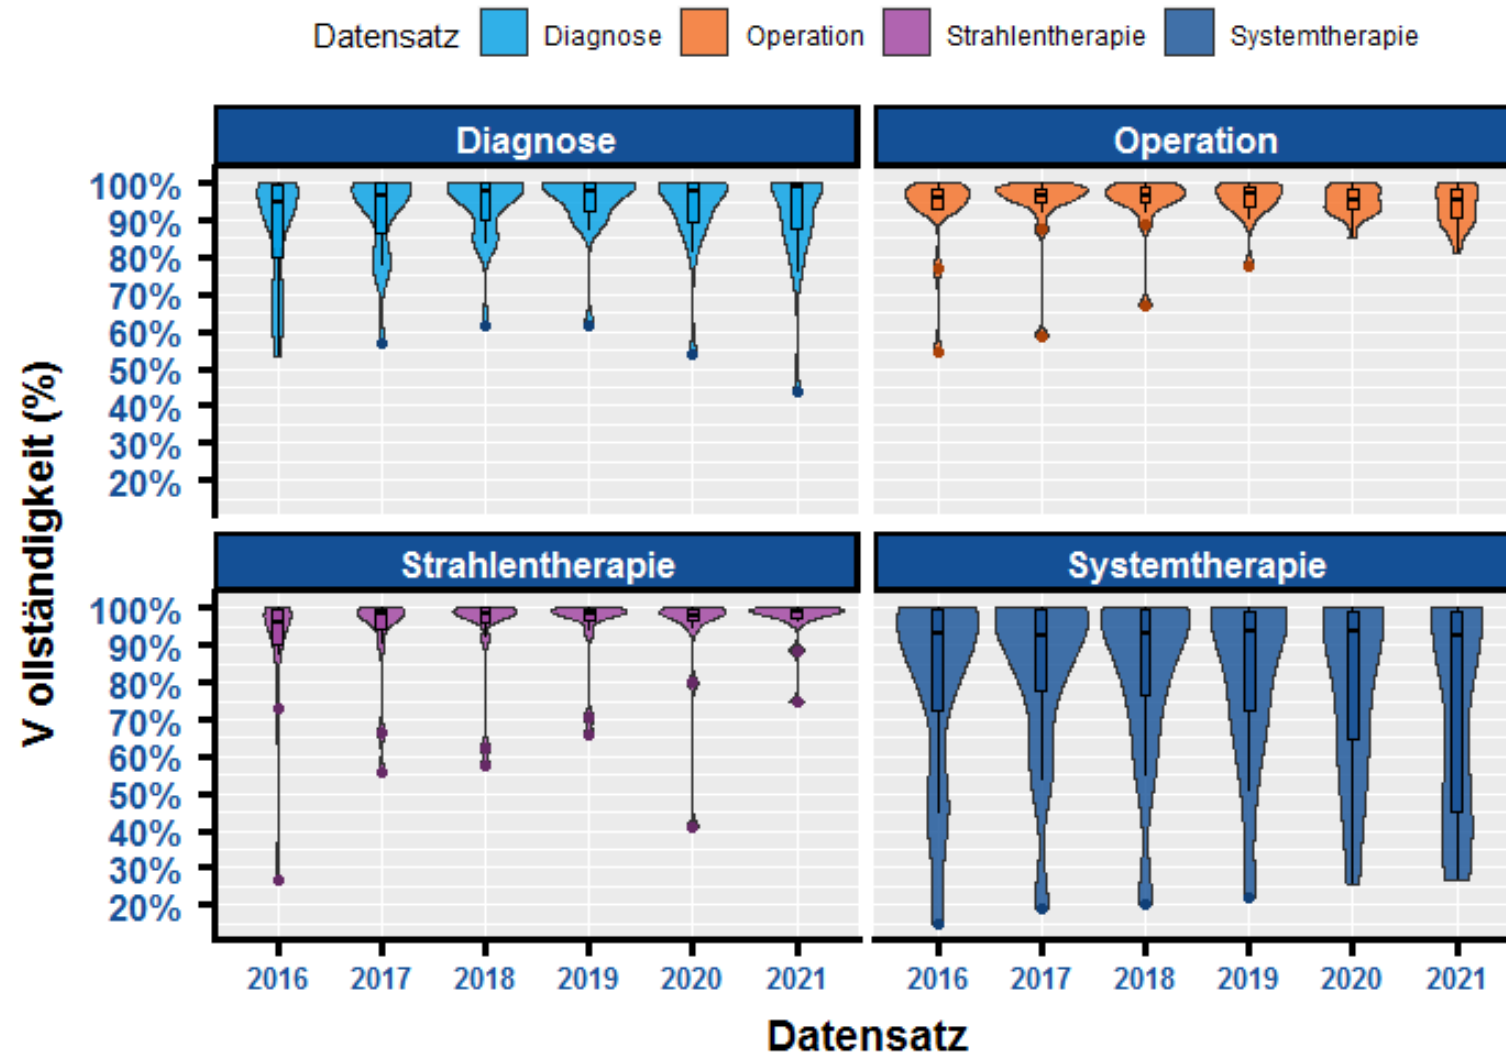 Datensatz Diagnose Operation Strahlentherapie Systemtherapie
Diagnose
Operation
100%
90%
80%
70%
60%
50%
40%
30%
20%
Strahlentherapie
Systemtherapie
100%
90%
80%
70%
60%
50%
40%
30%
20%
V ollständigkeit (%)
2016 2017 2018 2019 2020 2021
2016 2017 2018 2019 2020 2021
Datensatz